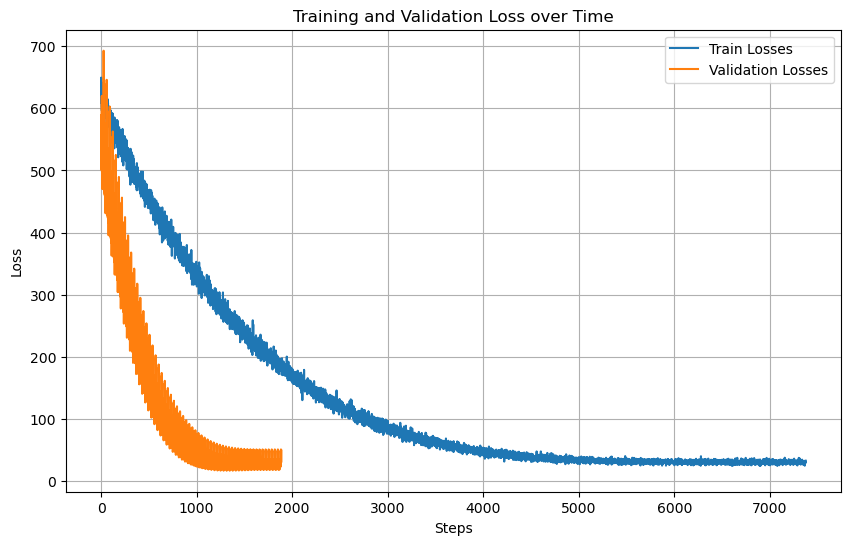 Training and Validation Loss over Time
Train Losses
Validation Losses
Loss
700
600
500
400
300
200
100
0
0 1000 2000 3000 4000 5000 6000 7000
Steps